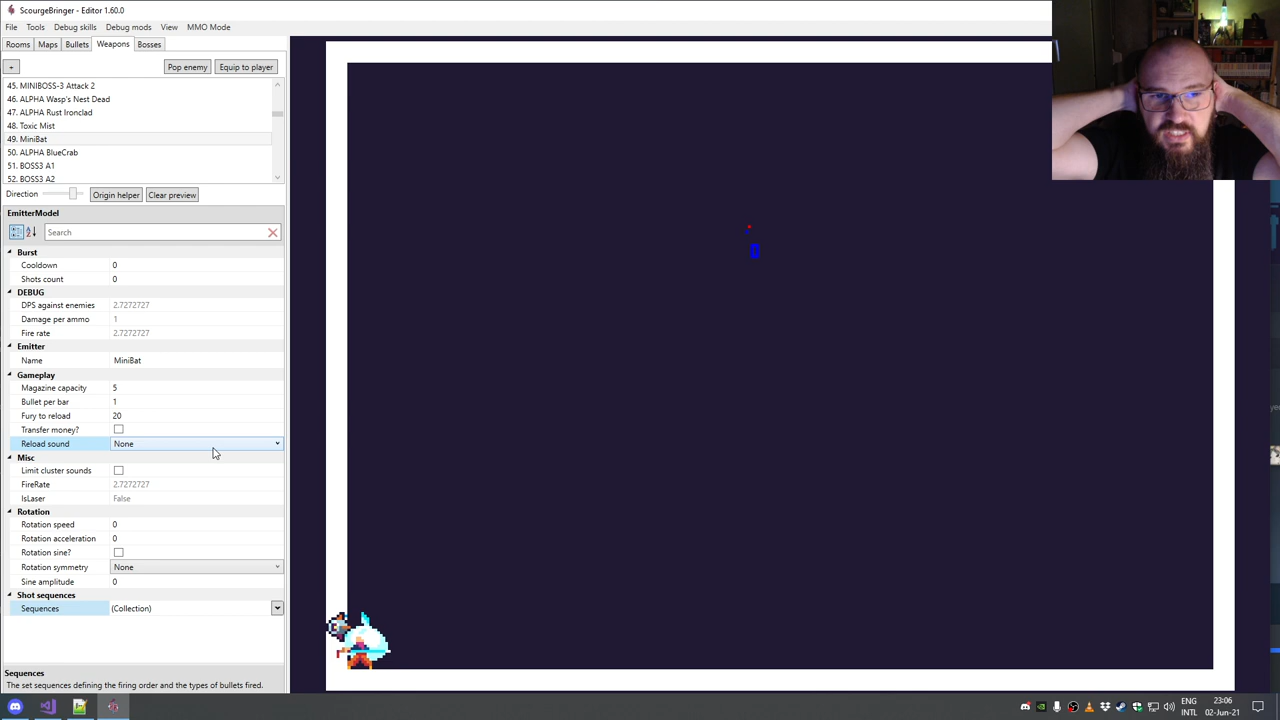 ScourgeBringer - Editor 1.60.0
File Tools Debug skills Debug mods View MMO Mode
Rooms Maps Bullets Weapons Bosses
+ Pop enemy Equip to player
45. MINIBOSS-3 Attack 2
46. ALPHA Wasp's Nest Dead
47. ALPHA Rust Ironclad
48. Toxic Mist
49. MiniBat
50. ALPHA BlueCrab
51. BOSS3 A1
52. BOSS3 A2
Direction Origin helper Clear preview
EmitterModel
Search
Burst
Cooldown 0
Shots count 0
DEBUG
DPS against enemies 2.7272727
Damage per ammo 1
Fire rate 2.7272727
Emitter
Name MiniBat
Gameplay
Magazine capacity 5
Bullet per bar 1
Fury to reload 20
Transfer money?
Reload sound None
Misc
Limit cluster sounds
FireRate 2.7272727
IsLaser False
Rotation
Rotation speed 0
Rotation acceleration 0
Rotation sine?
Rotation symmetry None
Sine amplitude 0
Shot sequences
Sequences (Collection)
Sequences
The set sequences defining the firing order and the types of bullets fired.
ENG 23:06
INTL 02-Jun-21